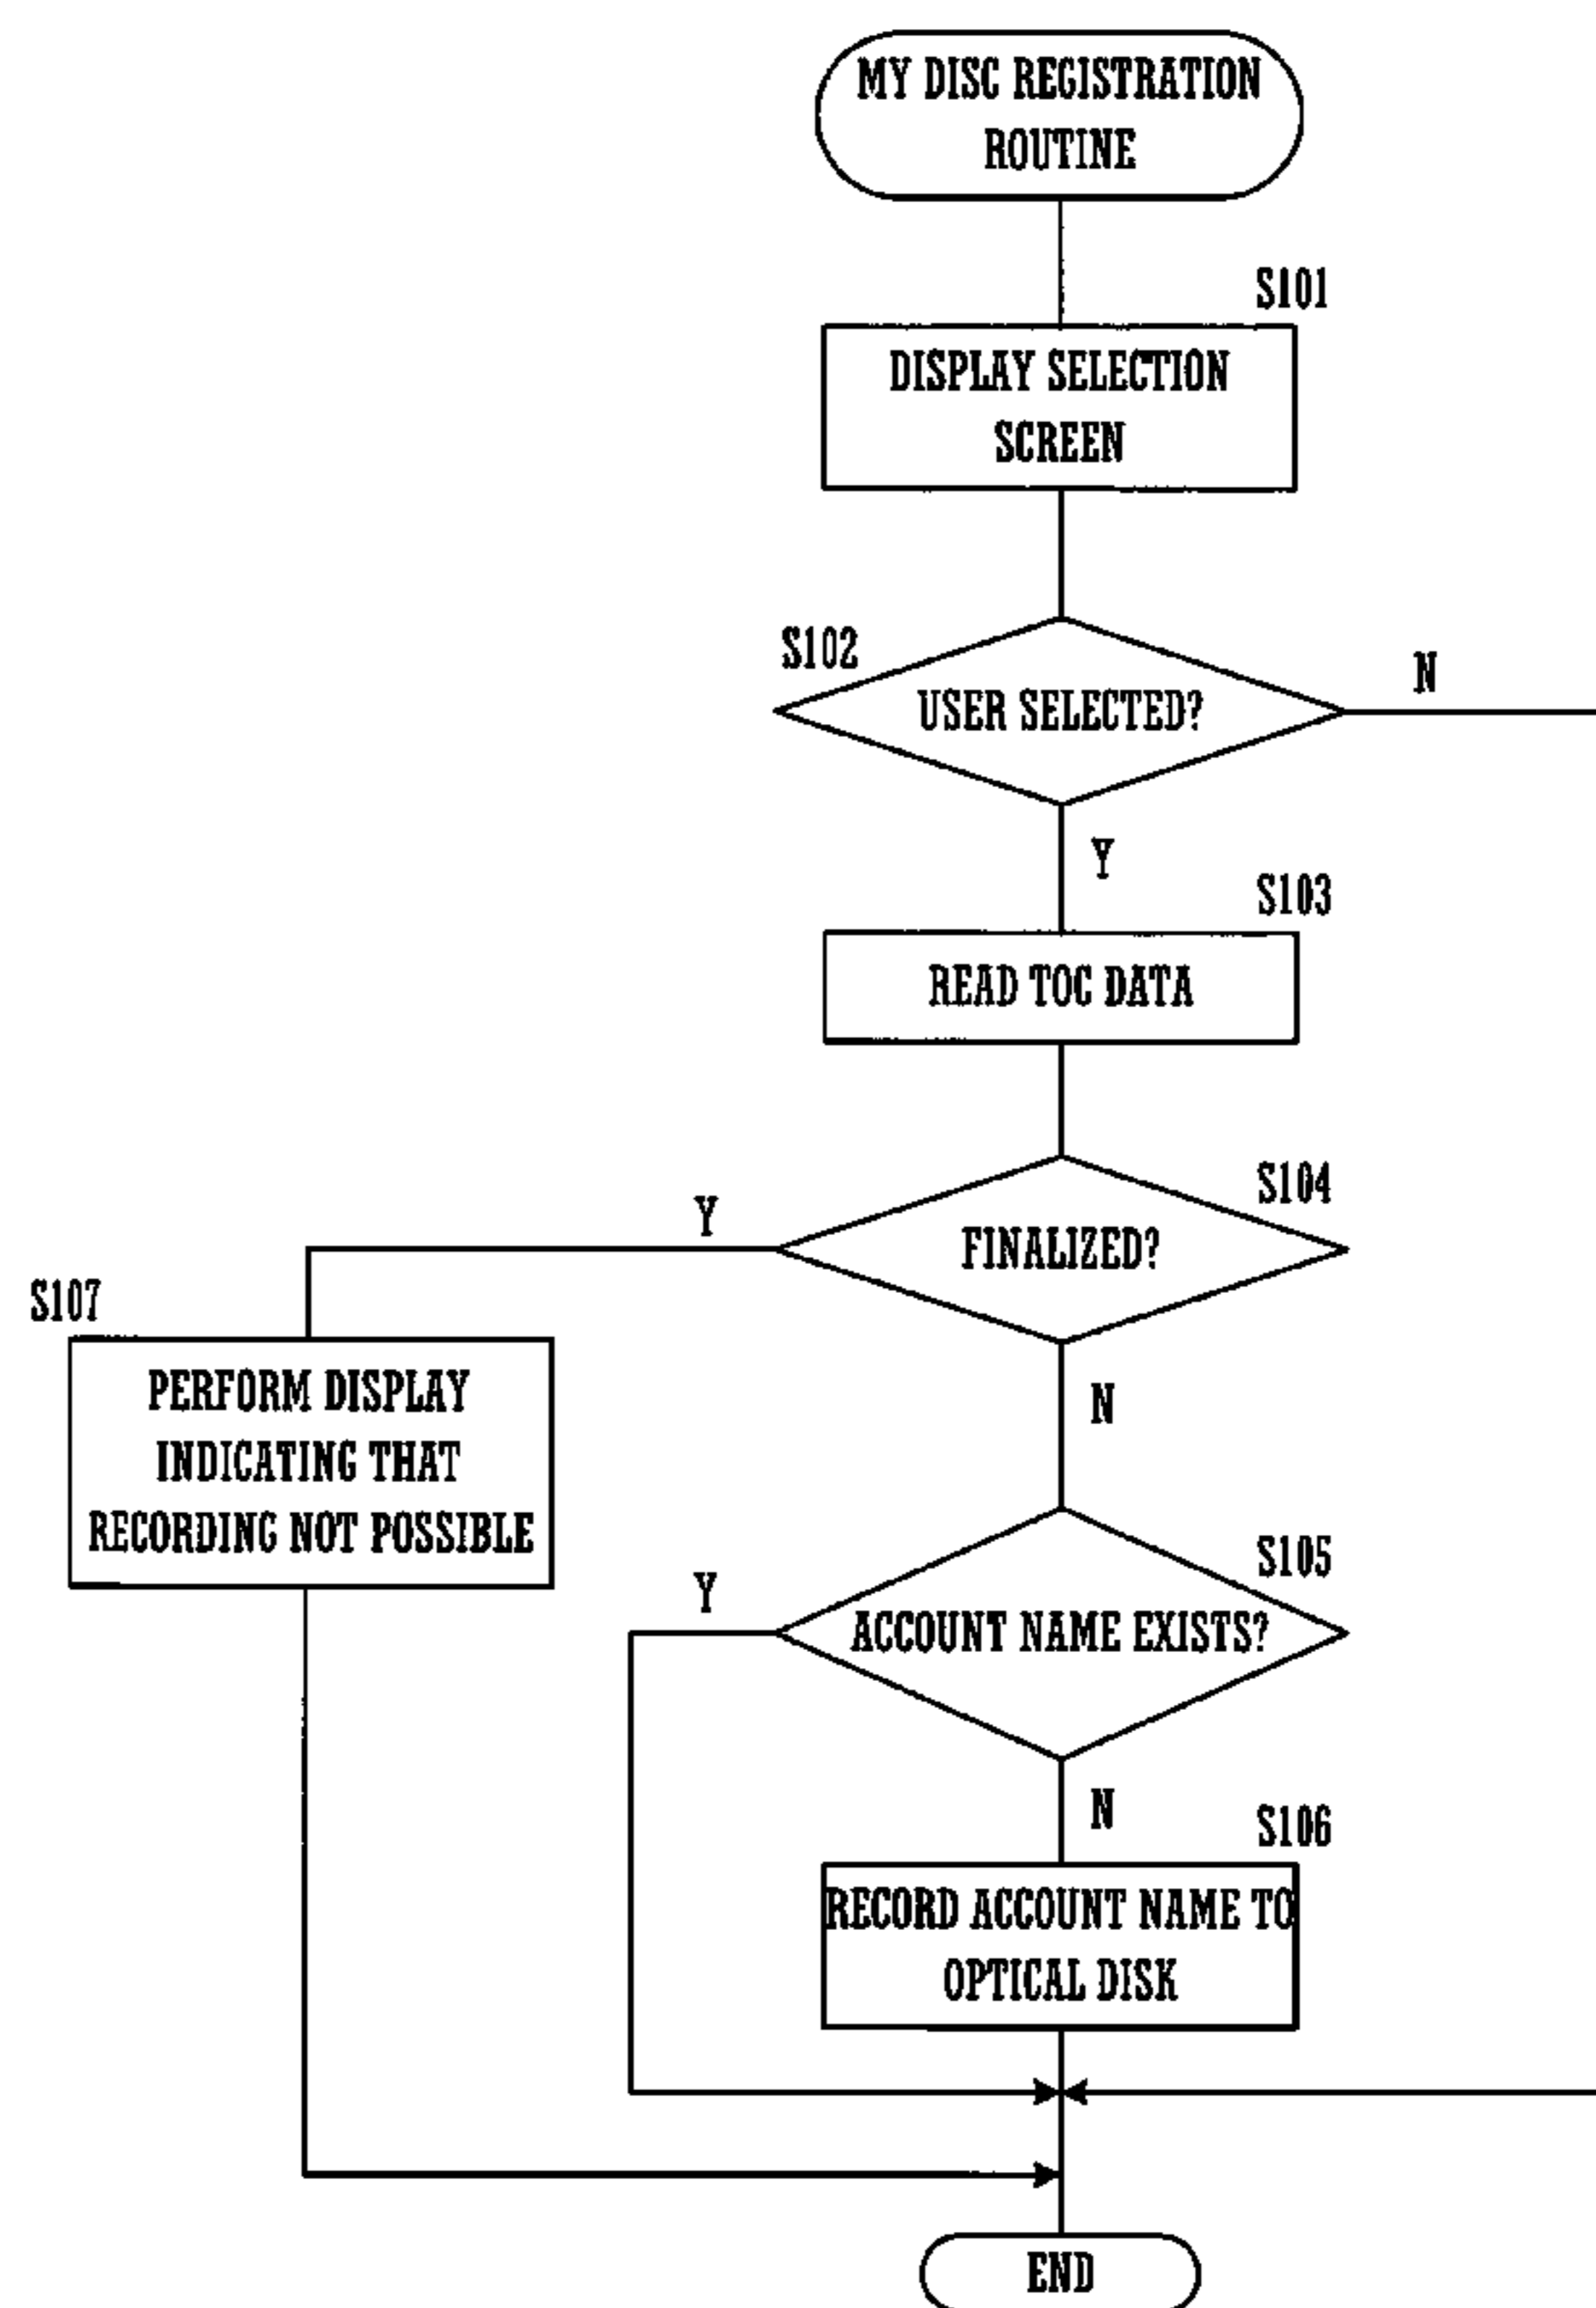 MY DISC REGISTRATION
ROUTINE
S101
DISPLAY SELECTION
SCREEN
S102
USER SELECTED?
N
Y
S103
READ TOC DATA
S104
Y
FINALIZED?
S107
N
PERFORM DISPLAY
INDICATING THAT
RECORDING NOT POSSIBLE
S105
Y
ACCOUNT NAME EXISTS?
N
S106
RECORD ACCOUNT NAME TO
OPTICAL DISK
END